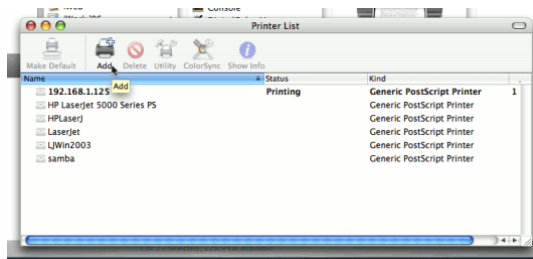 Console
Printer List
Make Default Add Delete Utility ColorSync Show Info
Name Status Kind
Add
192.168.1.125 Printing Generic PostScript Printer 1
HP LaserJet 5000 Series PS Generic PostScript Printer
HPLaserJ Generic PostScript Printer
LaserJet Generic PostScript Printer
LJWin2003 Generic PostScript Printer
samba Generic PostScript Printer